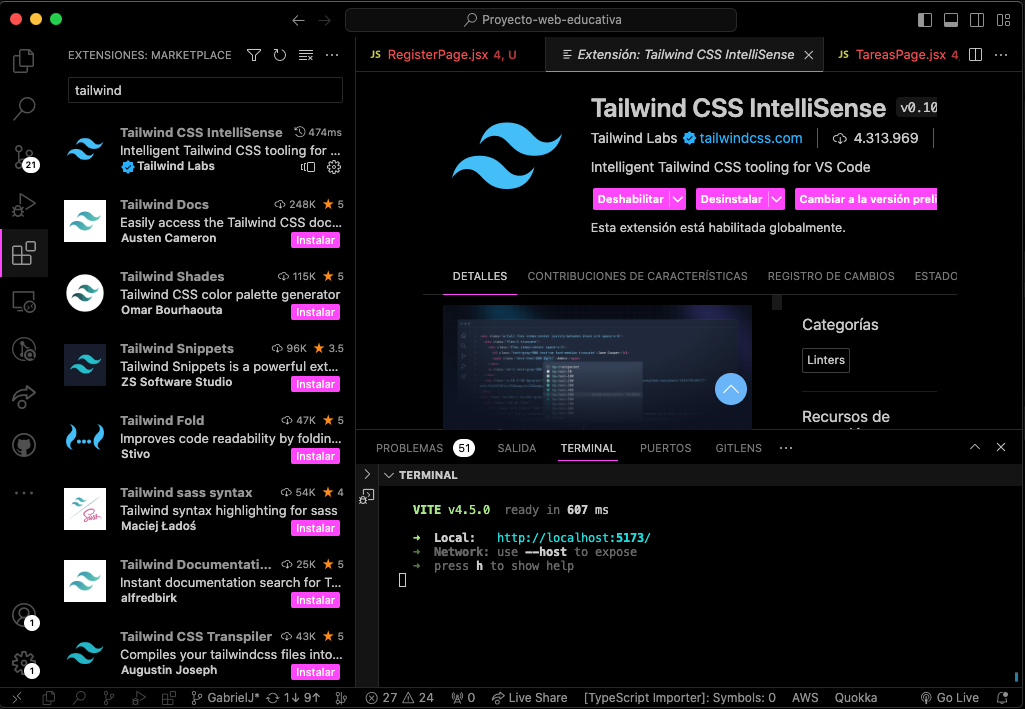 Proyecto-web-educativa
EXTENSIONES: MARKETPLACE
tailwind
Tailwind CSS IntelliSense 474ms
Intelligent Tailwind CSS tooling for ...
Tailwind Labs
Tailwind Docs 248K ★ 5
Easily access the Tailwind CSS doc...
Austen Cameron
Instalar
Tailwind Shades 115K ★ 5
Tailwind CSS color palette generator
Omar Bourhaouta
Instalar
Tailwind Snippets 96K ★ 3.5
Tailwind Snippets is a powerful ext...
ZS Software Studio
Instalar
Tailwind Fold 47K ★ 5
Improves code readability by foldin...
Stivo
Instalar
Tailwind sass syntax 54K ★ 4
Tailwind syntax highlighting for sass
Maciej Ładoś
Instalar
Tailwind Documentati... 25K ★ 5
Instant documentation search for T...
alfredbirk
Instalar
Tailwind CSS Transpiler 43K ★ 5
Compiles your tailwindcss files into...
Augustin Joseph
Instalar
21
1
1
JS RegisterPage.jsx 4, U
Extensión: Tailwind CSS IntelliSense
JS TareasPage.jsx 4
Tailwind CSS IntelliSense v0.10
Tailwind Labs tailwindcss.com 4.313.969
Intelligent Tailwind CSS tooling for VS Code
Deshabilitar Desinstalar Cambiar a la versión preli
Esta extensión está habilitada globalmente.
DETALLES CONTRIBUCIONES DE CARACTERÍSTICAS REGISTRO DE CAMBIOS ESTADO
Categorías
Linters
Recursos de
PROBLEMAS 51 SALIDA TERMINAL PUERTOS GITLENS ...
TERMINAL
VITE v4.5.0 ready in 607 ms
➜ Local: http://localhost:5173/
➜ Network: use --host to expose
➜ press h to show help
GabrielJ* 1↓ 9↑ 27 24 0 Live Share [TypeScript Importer]: Symbols: 0 AWS Quokka Go Live